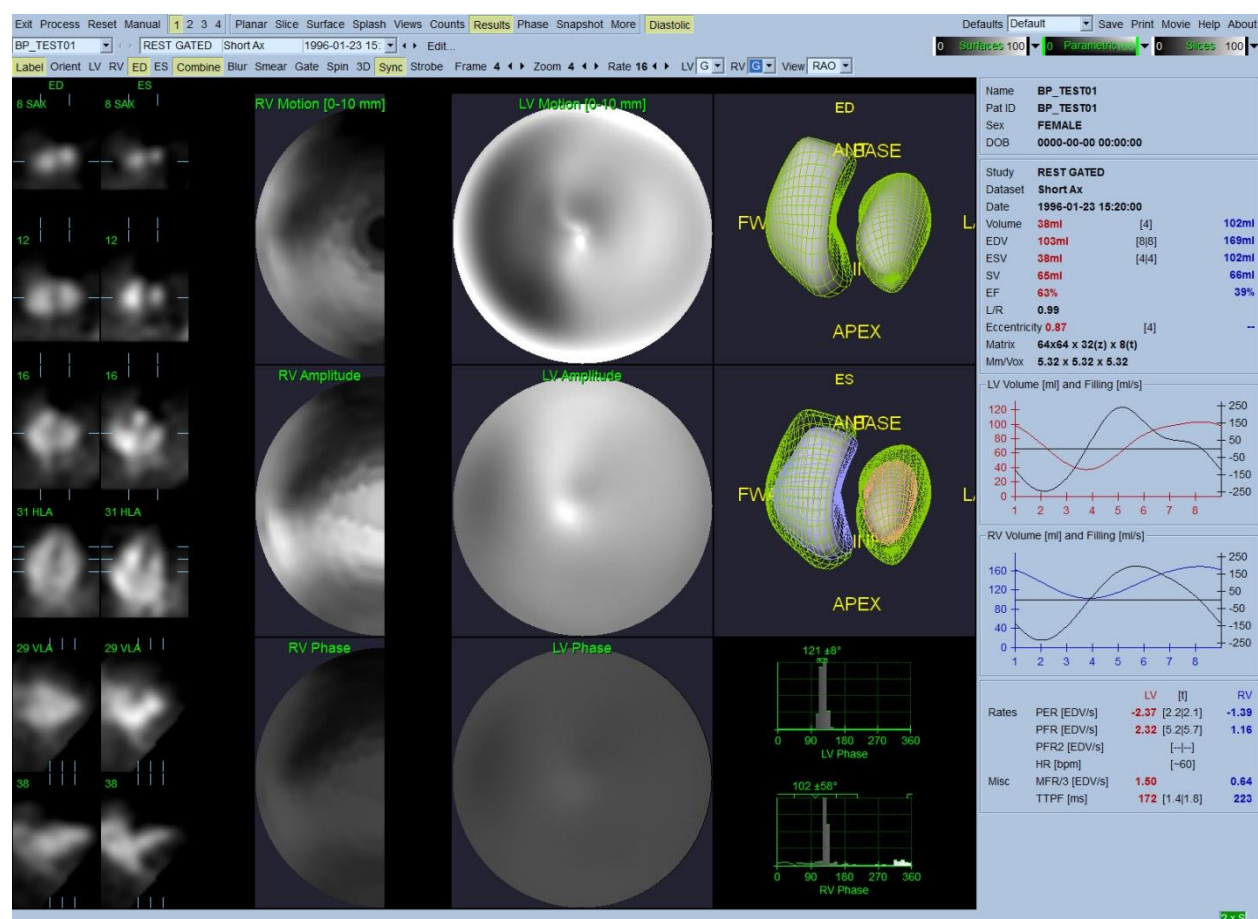 Exit Process Reset Manual 1 2 3 4 Planar Slice Surface Splash Views Counts Results Phase Snapshot More Diastolic Defaults Default Save Print Movie Help About
BP_TEST01 REST GATED Short Ax 1996-01-23 15: Edit... 0 Surfaces 100 0 Parametric 100 0 Slices 100
Label Orient LV RV ED ES Combine Blur Smear Gate Spin 3D Sync Strobe Frame 4 Zoom 4 Rate 16 LV G RV G View RAO
ED ES
8 SAX 8 SAX
12 12
16 16
31 HLA 31 HLA
29 VLA 29 VLA
38 38
RV Motion [0-10 mm] LV Motion [0-10 mm]
RV Amplitude LV Amplitude
RV Phase LV Phase
ED
BASE
FW
APEX
ES
BASE
FW
APEX
121 ±8°
0 90 180 270 360
LV Phase
102 ±58°
0 90 180 270 360
RV Phase
Name BP_TEST01
Pat ID BP_TEST01
Sex FEMALE
DOB 0000-00-00 00:00:00
Study REST GATED
Dataset Short Ax
Date 1996-01-23 15:20:00
Volume 38ml [4] 102ml
EDV 103ml [8|8] 169ml
ESV 38ml [4|4] 102ml
SV 65ml 66ml
EF 63% 39%
L/R 0.99
Eccentricity 0.87 [4] --
Matrix 64x64 x 32(z) x 8(t)
Mm/Vox 5.32 x 5.32 x 5.32
LV Volume [ml] and Filling [ml/s]
120 100 80 60 40 20 0
250 150 50 -50 -150 -250
1 2 3 4 5 6 7 8
RV Volume [ml] and Filling [ml/s]
160 120 80 40 0
250 150 50 -50 -150 -250
1 2 3 4 5 6 7 8
LV [t] RV
Rates PER [EDV/s] -2.37 [2.2|2.1] -1.39
PFR [EDV/s] 2.32 [5.2|5.7] 1.16
PFR2 [EDV/s] [--|--]
HR [bpm] [~60]
Misc MFR/3 [EDV/s] 1.50 0.64
TTPF [ms] 172 [1.4|1.8] 223